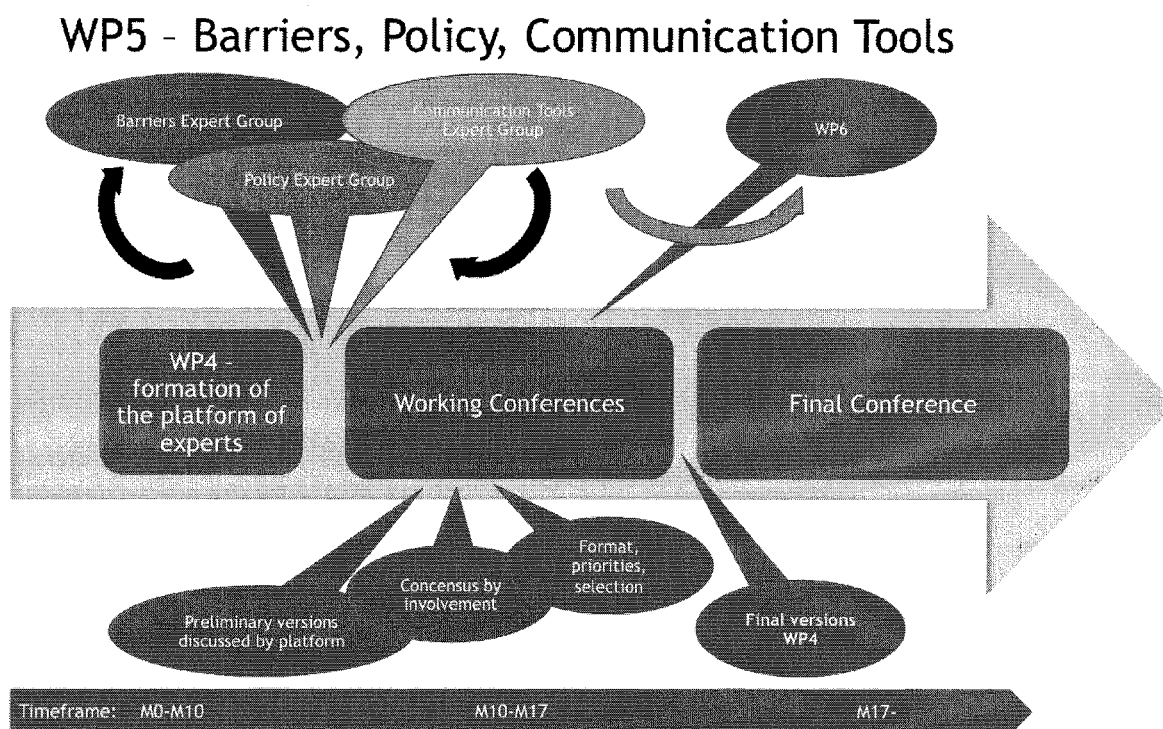 WP5 - Barriers, Policy, Communication Tools
Barriers Expert Group
Communication Tools
Expert Group
Policy Expert Group
WP6
WP4 -
formation of
the platform of
experts
Working Conferences
Final Conference
Format,
priorities,
selection
Concensus by
involvement
Preliminary versions
discussed by platform
Final versions
WP4
Timeframe: M0-M10 M10-M17 M17-